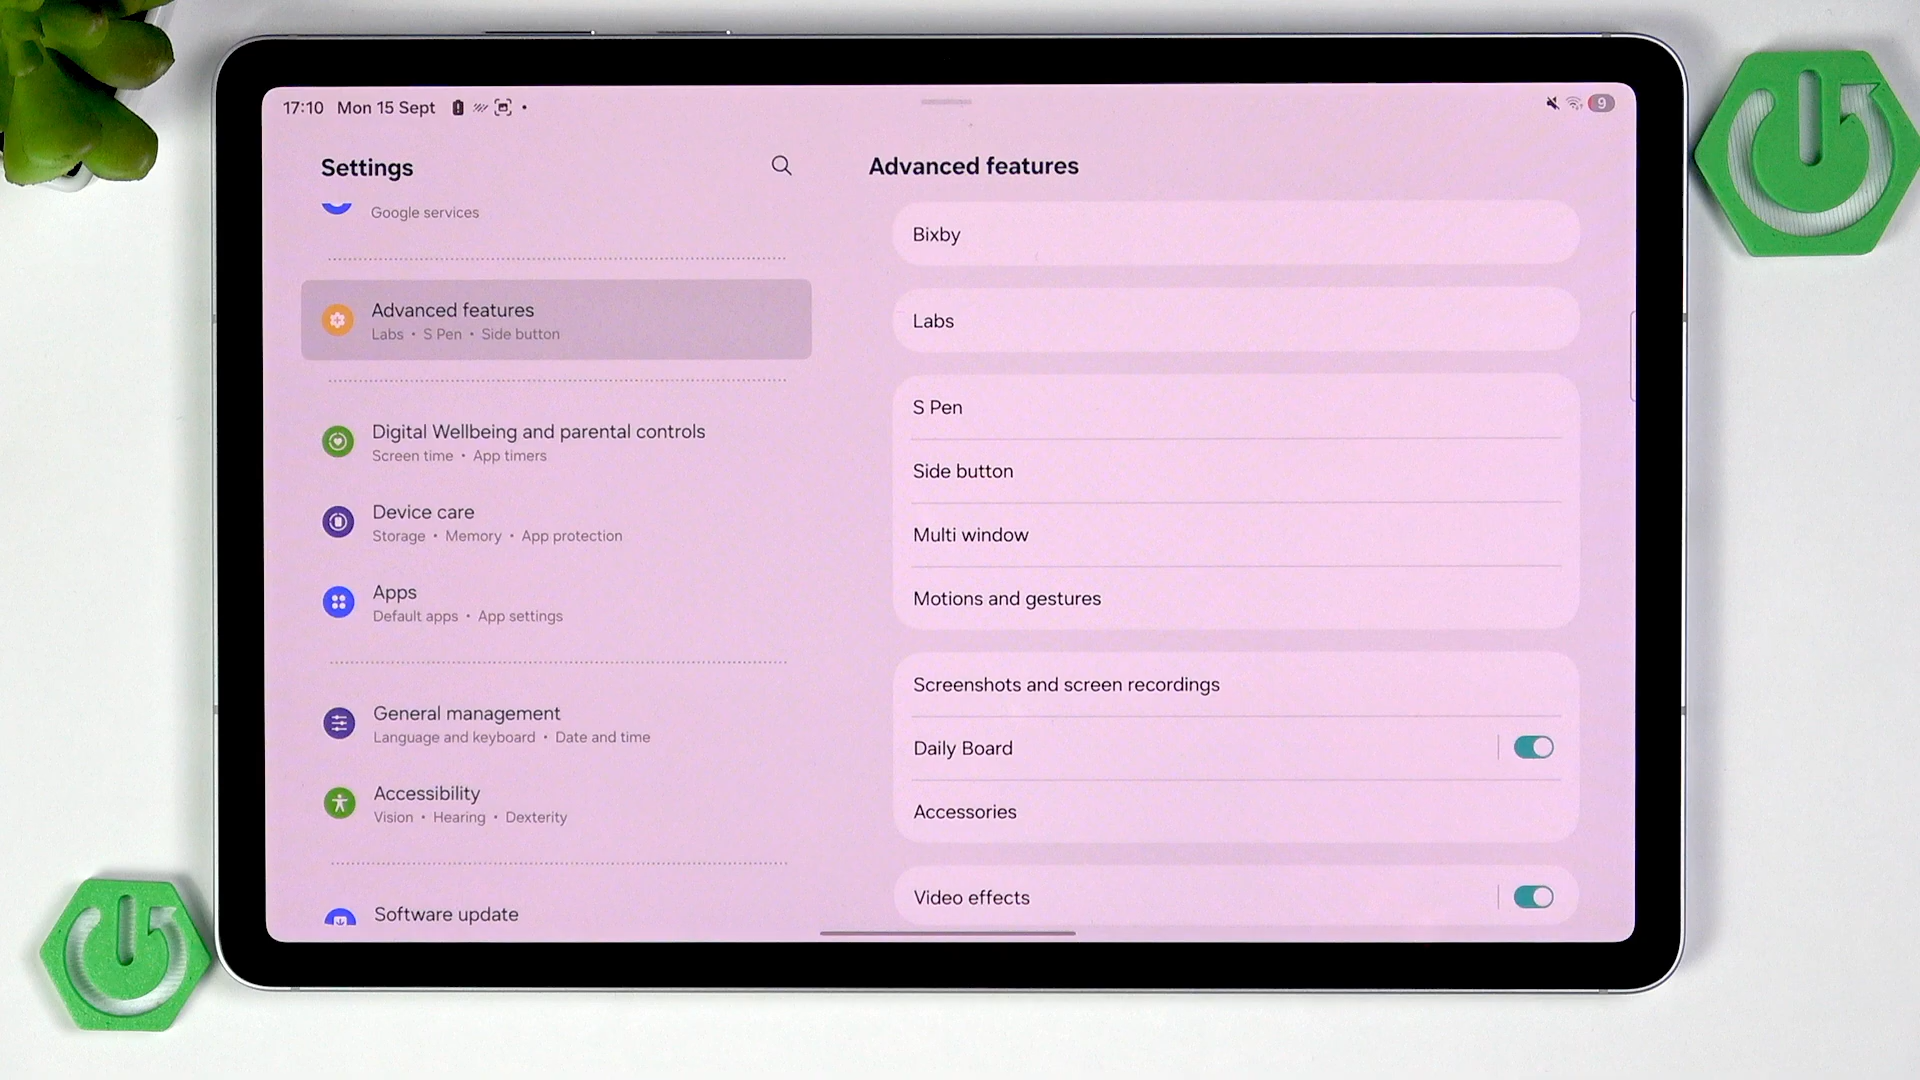 17:10 Mon 15 Sept
9
Settings
Google services
Advanced features
Labs • S Pen • Side button
Digital Wellbeing and parental controls
Screen time • App timers
Device care
Storage • Memory • App protection
Apps
Default apps • App settings
General management
Language and keyboard • Date and time
Accessibility
Vision • Hearing • Dexterity
Software update
Advanced features
Bixby
Labs
S Pen
Side button
Multi window
Motions and gestures
Screenshots and screen recordings
Daily Board
Accessories
Video effects